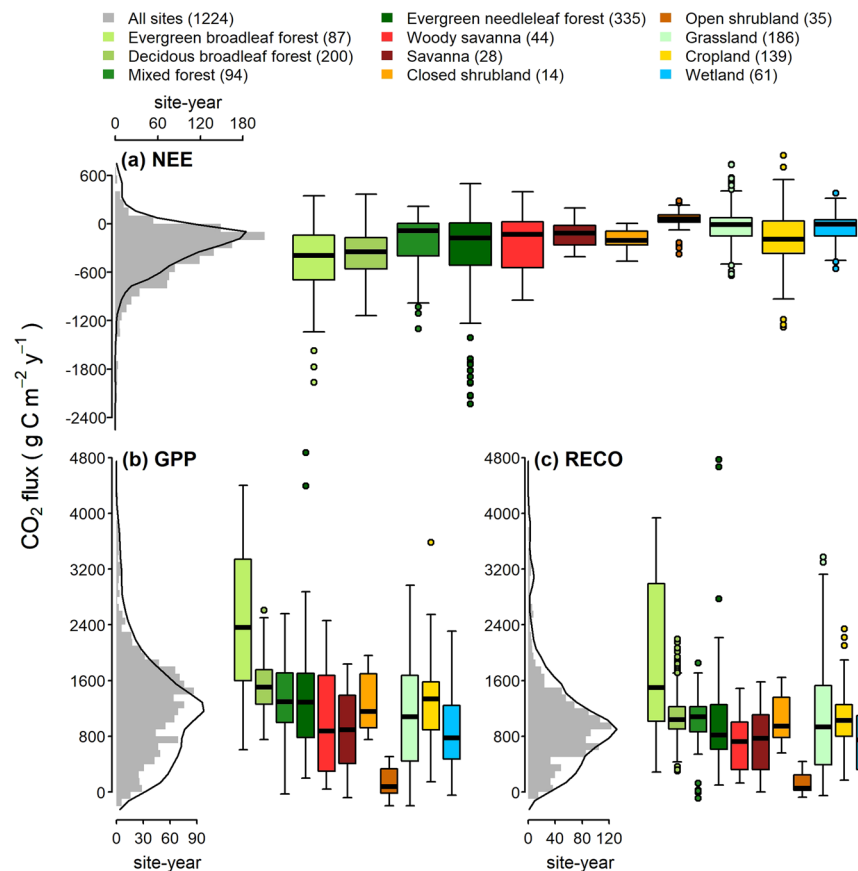 All sites (1224)
Evergreen broadleaf forest (87)
Decidous broadleaf forest (200)
Mixed forest (94)
Evergreen needleleaf forest (335)
Woody savanna (44)
Savanna (28)
Closed shrubland (14)
Open shrubland (35)
Grassland (186)
Cropland (139)
Wetland (61)
site-year
0 60 120 180
(a) NEE
600
0
-600
-1200
-1800
-2400
CO₂ flux ( g C m⁻² y⁻¹)
(b) GPP
4800
4000
3200
2400
1600
800
0
0 30 60 90
site-year
(c) RECO
4800
4000
3200
2400
1600
800
0
0 40 80 120
site-year